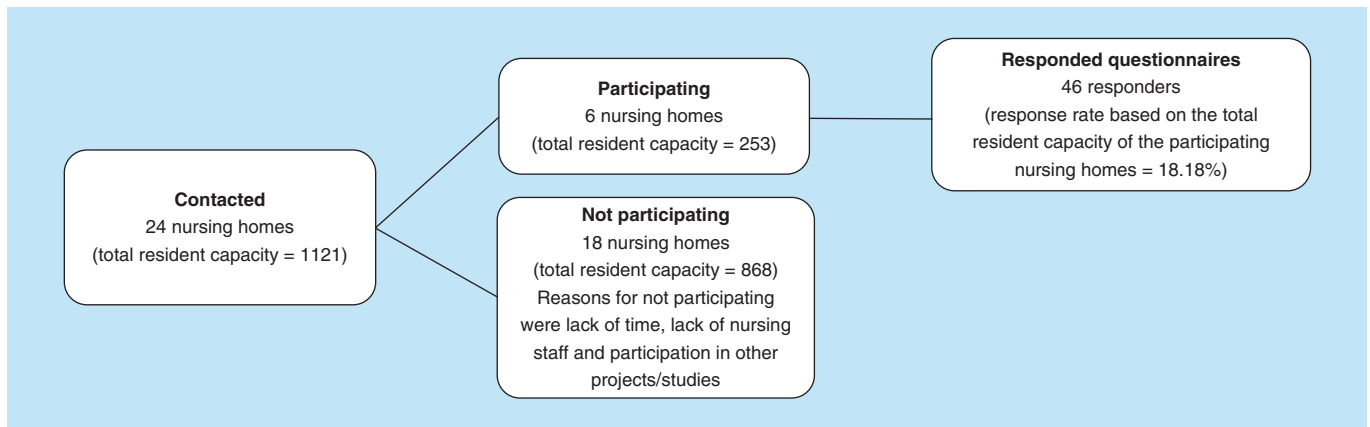 Contacted
24 nursing homes
(total resident capacity = 1121)
Participating
6 nursing homes
(total resident capacity = 253)
Not participating
18 nursing homes
(total resident capacity = 868)
Reasons for not participating
were lack of time, lack of nursing
staff and participation in other
projects/studies
Responded questionnaires
46 responders
(response rate based on the total
resident capacity of the participating
nursing homes = 18.18%)